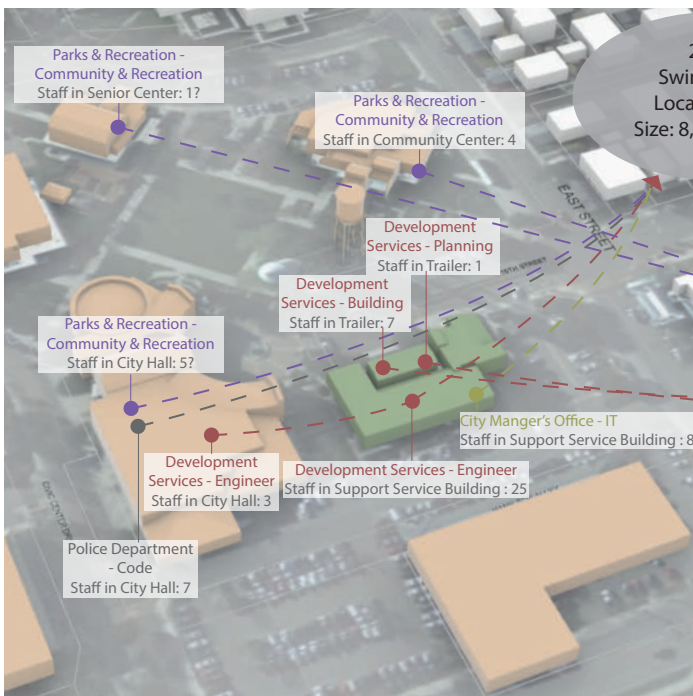 Parks & Recreation -
Community & Recreation
Staff in Senior Center: 1?
Parks & Recreation -
Community & Recreation
Staff in Community Center: 4
Size: 8,
EAST STREET
Development
Services - Planning
Staff in Trailer: 1
STREET
Development
Services - Building
Staff in Trailer: 7
Parks & Recreation -
Community & Recreation
Staff in City Hall: 5?
City Manger's Office - IT
Staff in Support Service Building : 8
Development
Services - Engineer
Staff in City Hall: 3
Development Services - Engineer
Staff in Support Service Building : 25
Police Department
- Code
Staff in City Hall: 7